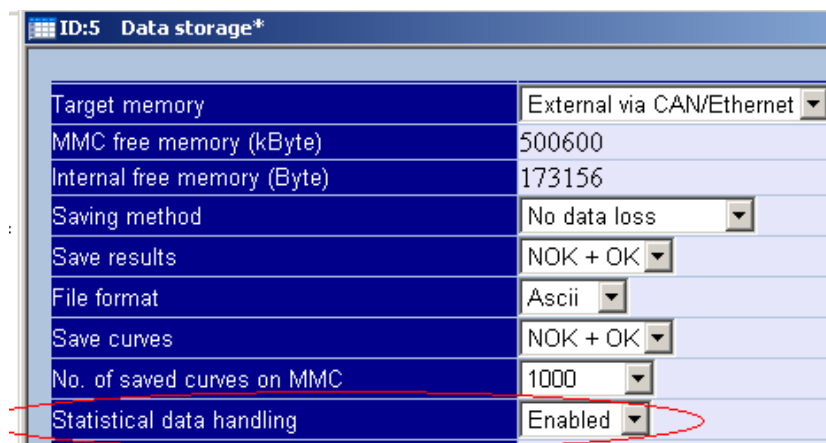 ID:5 Data storage*
Target memory External via CAN/Ethernet
MMC free memory (kByte) 500600
Internal free memory (Byte) 173156
Saving method No data loss
Save results NOK + OK
File format Ascii
Save curves NOK + OK
No. of saved curves on MMC 1000
Statistical data handling Enabled